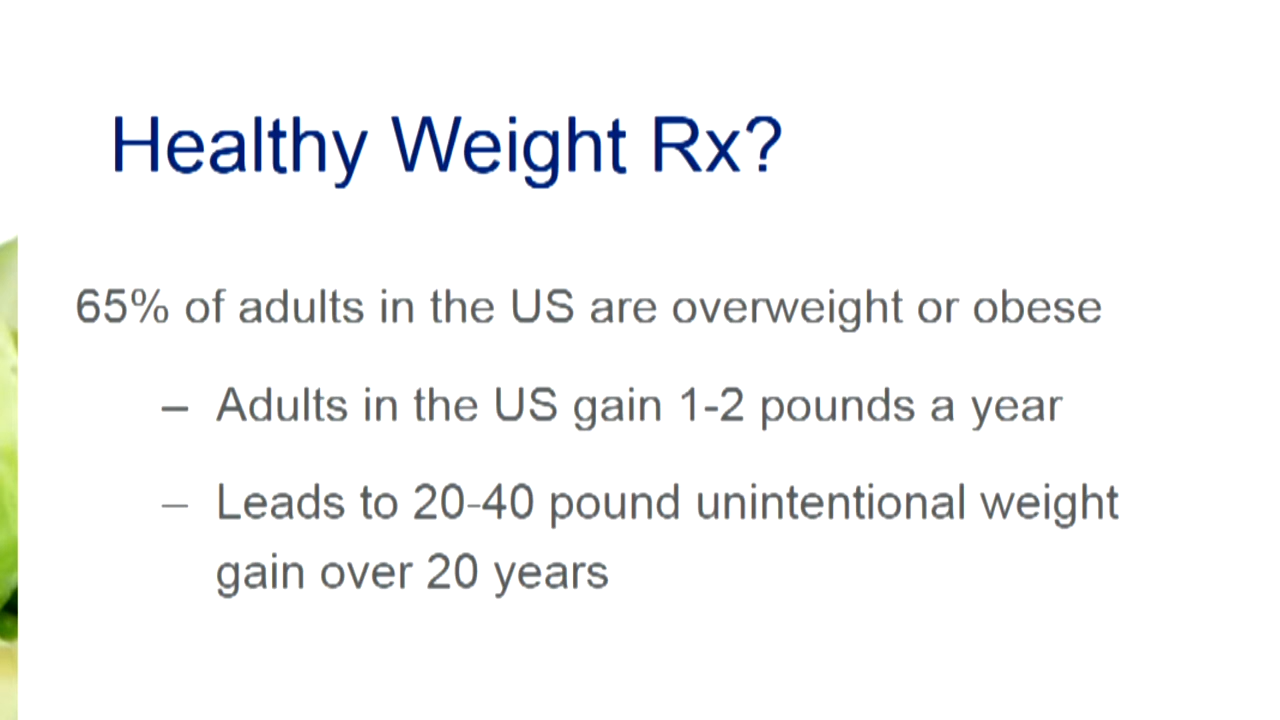 Healthy Weight Rx?
65% of adults in the US are overweight or obese
– Adults in the US gain 1-2 pounds a year
– Leads to 20-40 pound unintentional weight
gain over 20 years